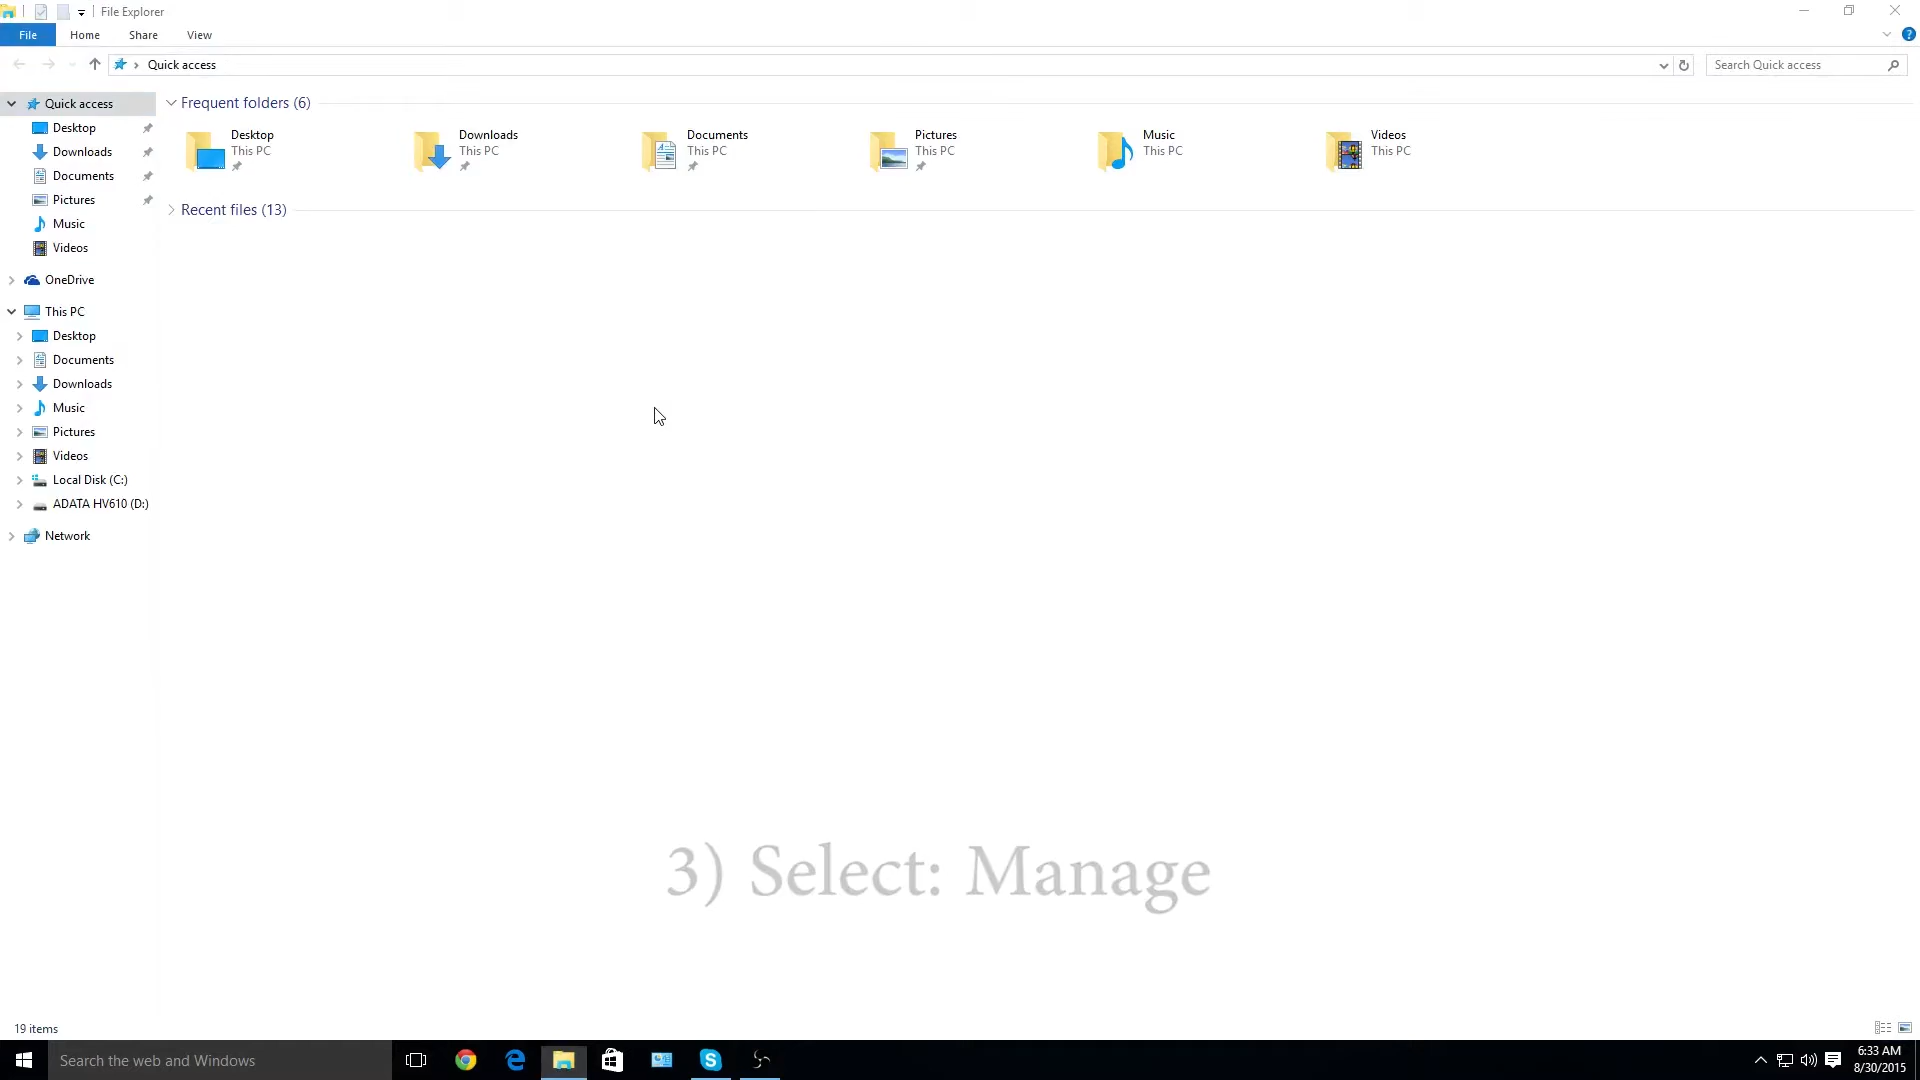 File Explorer
File Home Share View
Quick access
Search Quick access
Quick access
Desktop
Downloads
Documents
Pictures
Music
Videos
OneDrive
This PC
Desktop
Documents
Downloads
Music
Pictures
Videos
Local Disk (C:)
ADATA HV610 (D:)
Network
Frequent folders (6)
Desktop
This PC
Downloads
This PC
Documents
This PC
Pictures
This PC
Music
This PC
Videos
This PC
Recent files (13)
3) Select: Manage
19 items
Search the web and Windows
6:33 AM
8/30/2015